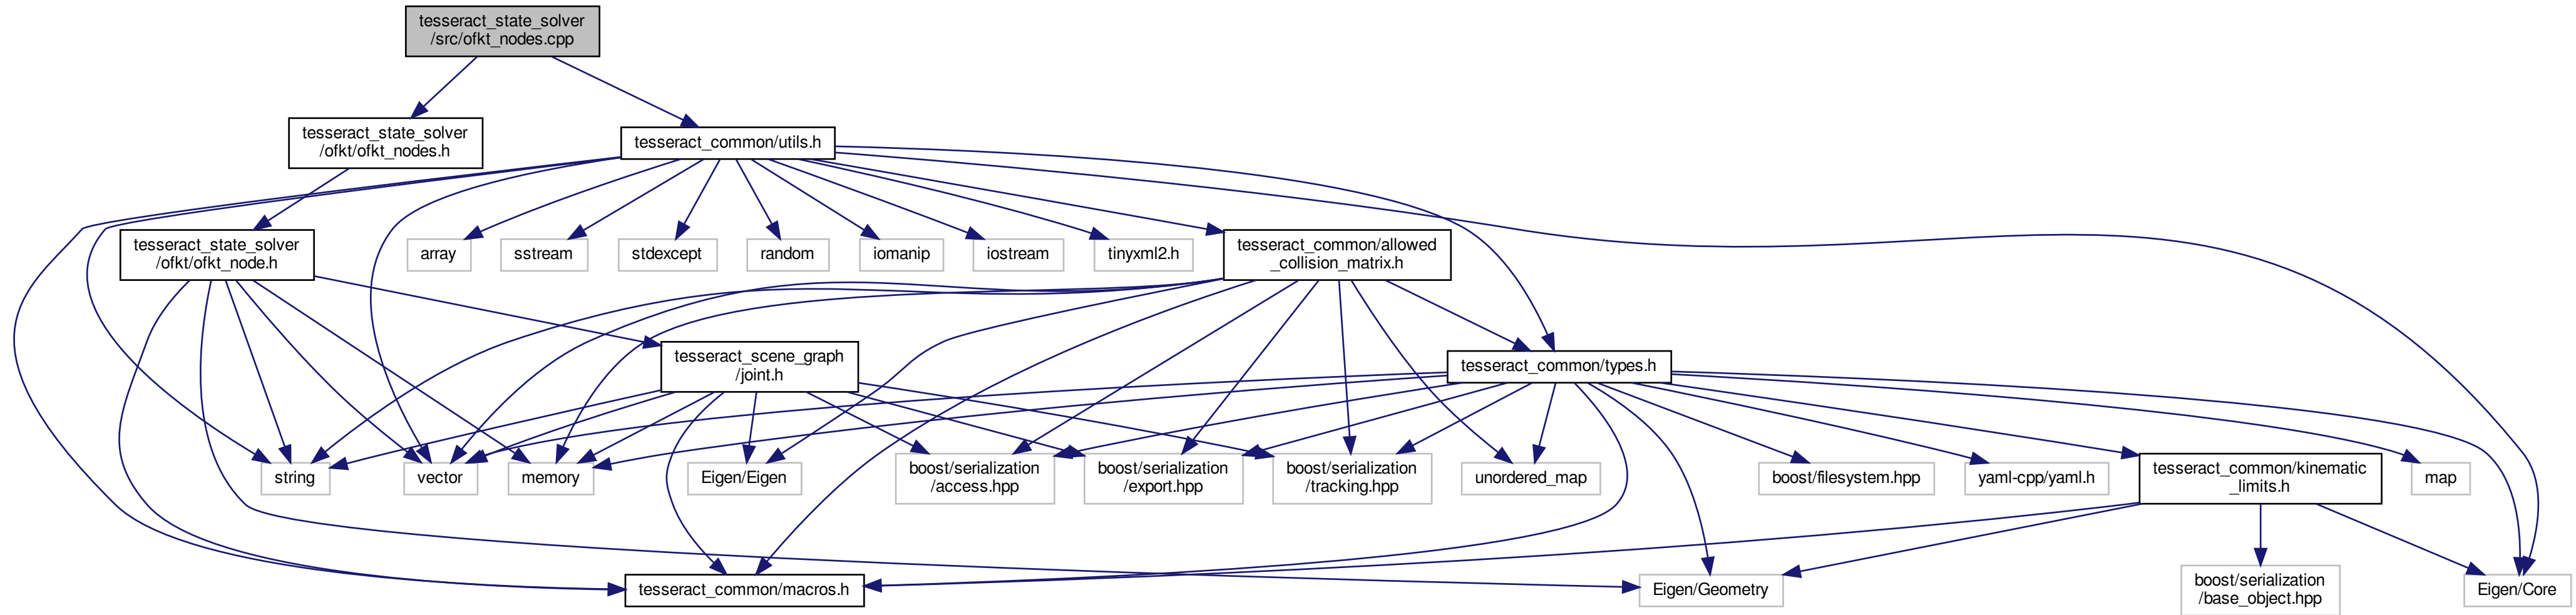 tesseract_state_solver
/src/ofkt_nodes.cpp
tesseract_state_solver
/ofkt/ofkt_nodes.h
tesseract_common/utils.h
tesseract_state_solver
/ofkt/ofkt_node.h
array
sstream
stdexcept
random
iomanip
iostream
tinyxml2.h
tesseract_common/allowed
_collision_matrix.h
tesseract_scene_graph
/joint.h
tesseract_common/types.h
string
vector
memory
Eigen/Eigen
boost/serialization
/access.hpp
boost/serialization
/export.hpp
boost/serialization
/tracking.hpp
unordered_map
boost/filesystem.hpp
yaml-cpp/yaml.h
tesseract_common/kinematic
_limits.h
map
tesseract_common/macros.h
Eigen/Geometry
boost/serialization
/base_object.hpp
Eigen/Core